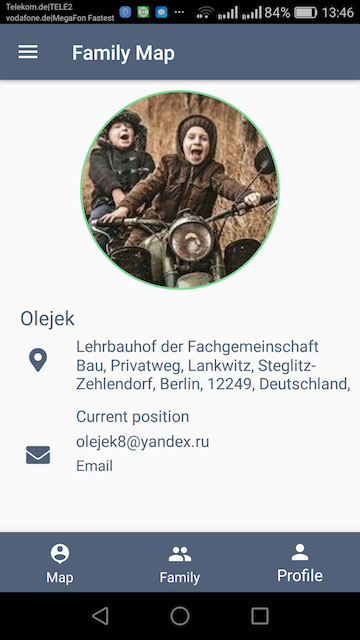 Telekom.de|TELE2
vodafone.de|MegaFon Fastest
84% 13:46
Family Map
Olejek
Lehrbauhof der Fachgemeinschaft
Bau, Privatweg, Lankwitz, Steglitz-
Zehlendorf, Berlin, 12249, Deutschland,
Current position
olejek8@yandex.ru
Email
Map
Family
Profile